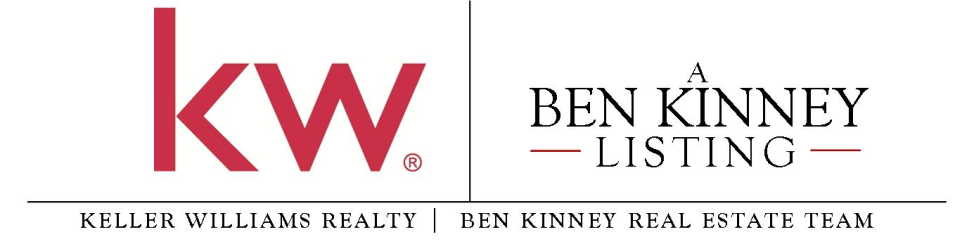 kw®
A
BEN KINNEY
LISTING
KELLER WILLIAMS REALTY | BEN KINNEY REAL ESTATE TEAM